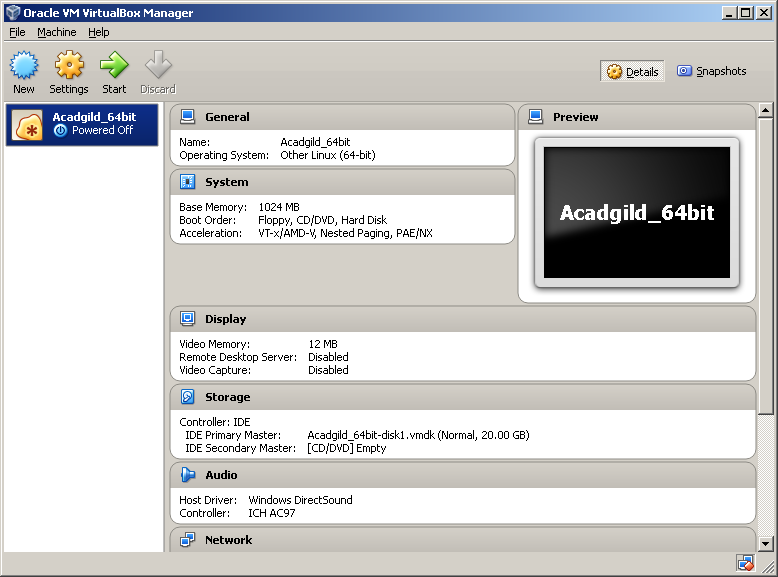 Oracle VM VirtualBox Manager
File Machine Help
New Settings Start Discard
Details Snapshots
Acadgild_64bit
Powered Off
General
Name: Acadgild_64bit
Operating System: Other Linux (64-bit)
System
Base Memory: 1024 MB
Boot Order: Floppy, CD/DVD, Hard Disk
Acceleration: VT-x/AMD-V, Nested Paging, PAE/NX
Preview
Acadgild_64bit
Display
Video Memory: 12 MB
Remote Desktop Server: Disabled
Video Capture: Disabled
Storage
Controller: IDE
IDE Primary Master: Acadgild_64bit-disk1.vmdk (Normal, 20.00 GB)
IDE Secondary Master: [CD/DVD] Empty
Audio
Host Driver: Windows DirectSound
Controller: ICH AC97
Network